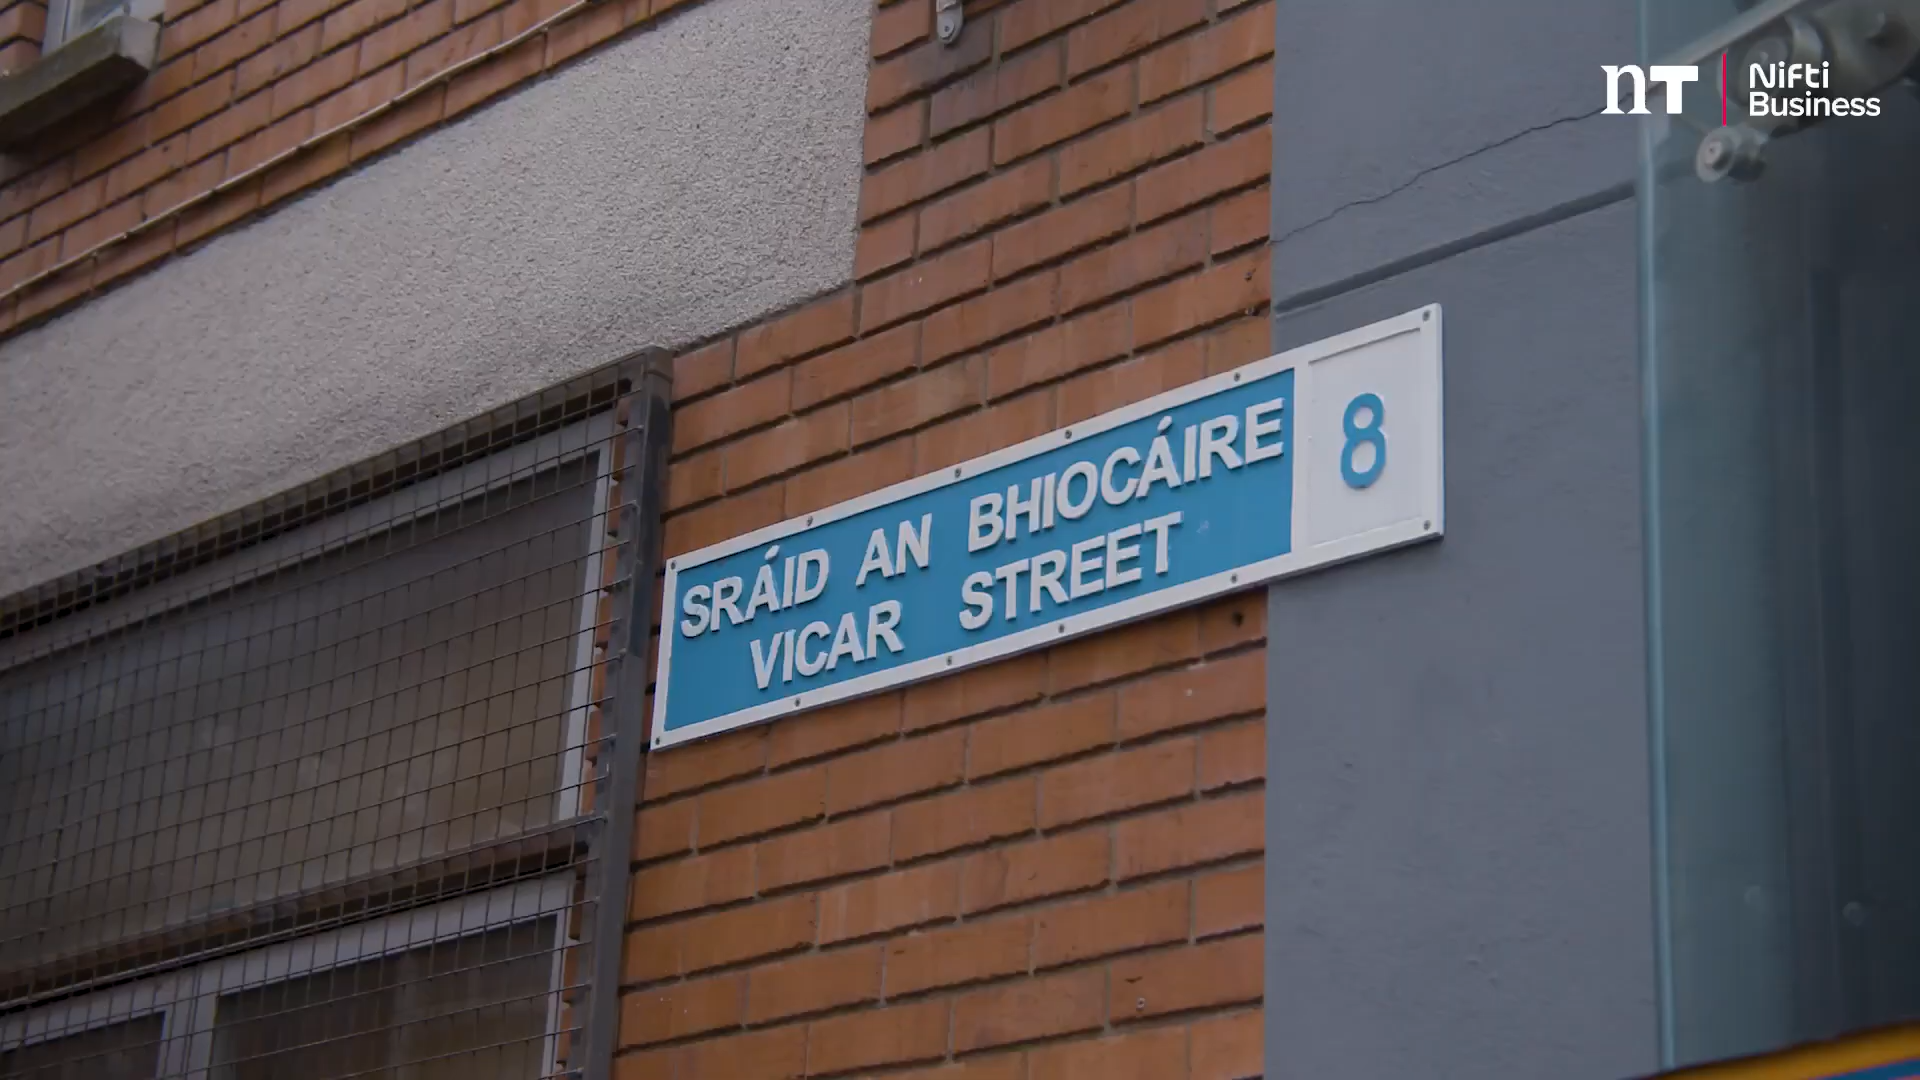 nT | Nifti
Business
SRÁID AN BHIOCÁIRE
VICAR STREET
8